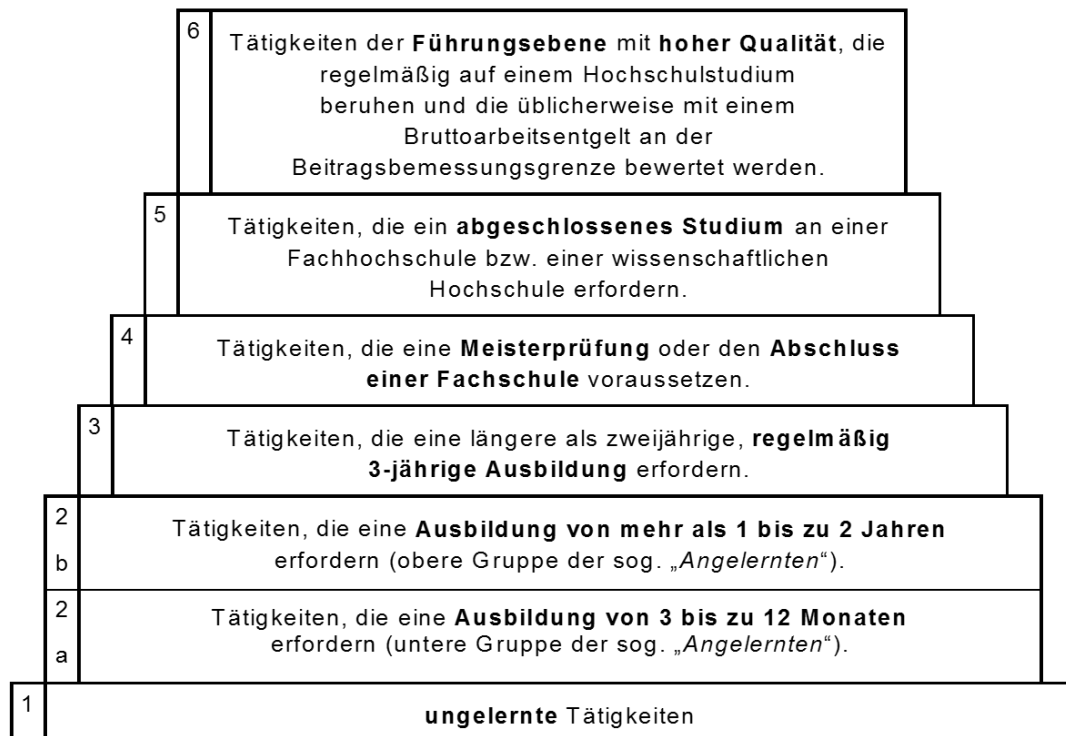 6
Tätigkeiten der Führungsebene mit hoher Qualität, die
regelmäßig auf einem Hochschulstudium
beruhen und die üblicherweise mit einem
Bruttoarbeitsentgelt an der
Beitragsbemessungsgrenze bewertet werden.
5
Tätigkeiten, die ein abgeschlossenes Studium an einer
Fachhochschule bzw. einer wissenschaftlichen
Hochschule erfordern.
4
Tätigkeiten, die eine Meisterprüfung oder den Abschluss
einer Fachschule voraussetzen.
3
Tätigkeiten, die eine längere als zweijährige, regelmäßig
3-jährige Ausbildung erfordern.
2
b
Tätigkeiten, die eine Ausbildung von mehr als 1 bis zu 2 Jahren
erfordern (obere Gruppe der sog. „Angelernten“).
2
a
Tätigkeiten, die eine Ausbildung von 3 bis zu 12 Monaten
erfordern (untere Gruppe der sog. „Angelernten“).
1
ungelernte Tätigkeiten